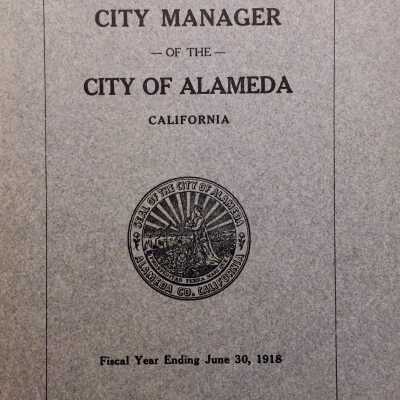 CITY MANAGER
— OF THE —
CITY OF ALAMEDA
CALIFORNIA
SEAL OF THE CITY OF ALAMEDA
ALAMEDA CO. CALIFORNIA
Fiscal Year Ending June 30, 1918